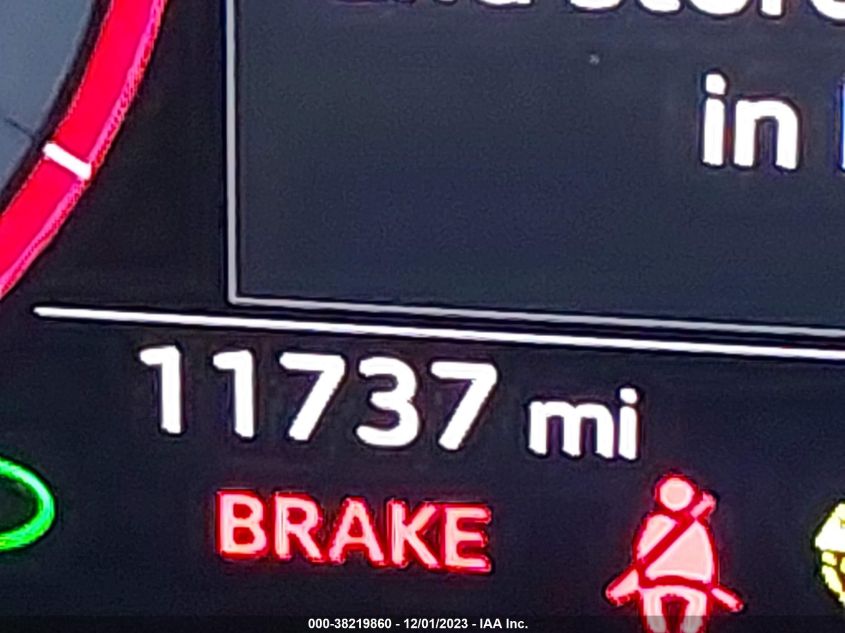 in
11737 mi
BRAKE
000-38219860 - 12/01/2023 - IAA Inc.